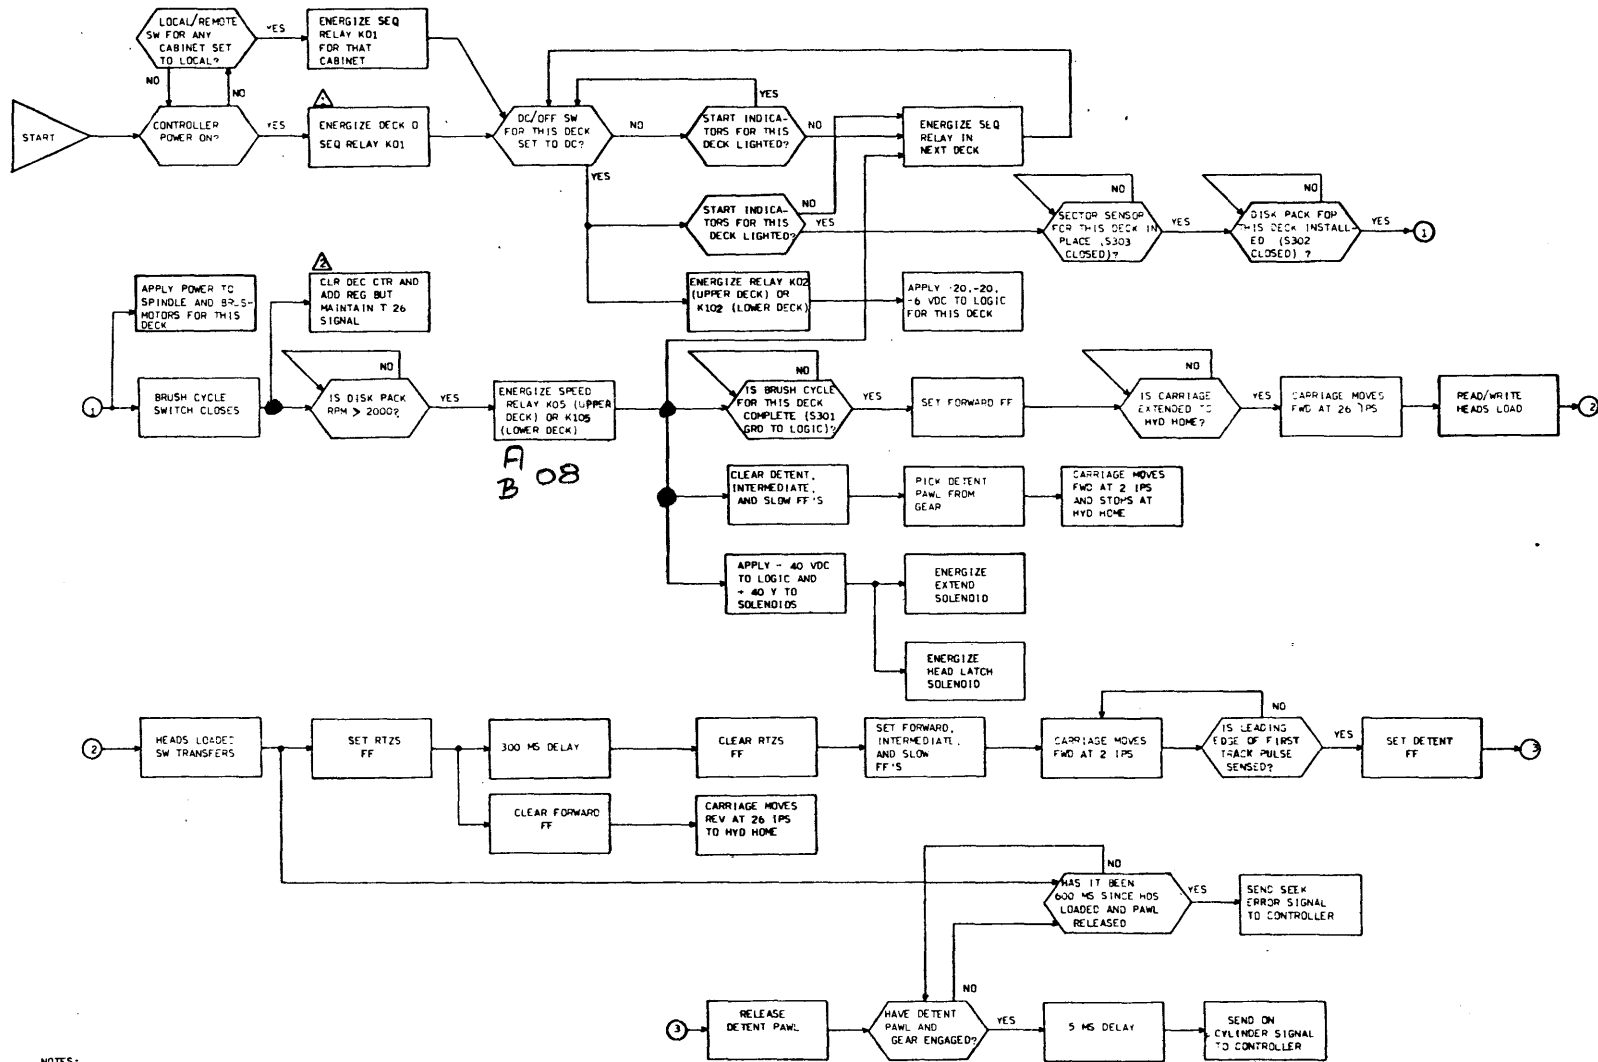 LOCAL/REMOTE
SW FOR ANY
CABINET SET
TO LOCAL?
YES
ENERGIZE SEQ
RELAY K01
FOR THAT
CABINET
NO
NO
START
CONTROLLER
POWER ON?
YES
ENERGIZE DECK 0
SEQ RELAY K01
DC/OFF SW
FOR THIS DECK
SET TO DC?
NO
YES
START INDICA-
TORS FOR THIS
DECK LIGHTED?
NO
ENERGIZE SEQ
RELAY IN
NEXT DECK
YES
START INDICA-
TORS FOR THIS
DECK LIGHTED?
NO
YES
NO
SECTOR SENSOR
FOR THIS DECK IN
PLACE (S303
CLOSED)?
YES
NO
DISK PACK FOR
THIS DECK INSTALL-
ED (S302
CLOSED) ?
YES
1
ENERGIZE RELAY K02
(UPPER DECK) OR
K102 (LOWER DECK)
APPLY +20,-20,
-6 VDC TO LOGIC
FOR THIS DECK
APPLY POWER TO
SPINDLE AND BRUS-
MOTORS FOR THIS
DECK
2
CLR DEC CTR AND
ADD REG BUT
MAINTAIN T 26
SIGNAL
1
BRUSH CYCLE
SWITCH CLOSES
NO
IS DISK PACK
RPM > 2000?
YES
ENERGIZE SPEED
RELAY K05 (UPPER
DECK) OR K105
(LOWER DECK)
A
B 08
NO
IS BRUSH CYCLE
FOR THIS DECK
COMPLETE (S301
GRD TO LOGIC)?
YES
SET FORWARD FF
NO
IS CARRIAGE
EXTENDED TO
HYD HOME?
YES
CARRIAGE MOVES
FWD AT 26 IPS
READ/WRITE
HEADS LOAD
2
CLEAR DETENT,
INTERMEDIATE,
AND SLOW FF'S
PICK DETENT
PAWL FROM
GEAR
CARRIAGE MOVES
FWD AT 2 IPS
AND STOPS AT
HYD HOME
APPLY - 40 VDC
TO LOGIC AND
+ 40 Y TO
SOLENOIDS
ENERGIZE
EXTEND
SOLENOID
ENERGIZE
HEAD LATCH
SOLENOID
2
HEADS LOADED
SW TRANSFERS
SET RTZS
FF
300 MS DELAY
CLEAR RTZS
FF
SET FORWARD,
INTERMEDIATE,
AND SLOW
FF'S
CARRIAGE MOVES
FWD AT 2 IPS
NO
IS LEADING
EDGE OF FIRST
TRACK PULSE
SENSED?
YES
SET DETENT
FF
3
CLEAR FORWARD
FF
CARRIAGE MOVES
REV AT 26 IPS
TO HYD HOME
NO
HAS IT BEEN
600 MS SINCE HDS
LOADED AND PAWL
RELEASED
YES
SEND SEEK
ERROR SIGNAL
TO CONTROLLER
3
RELEASE
DETENT PAWL
NO
HAVE DETENT
PAWL AND
GEAR ENGAGED?
YES
5 MS DELAY
SEND ON
CYLINDER SIGNAL
TO CONTROLLER
NOTES: